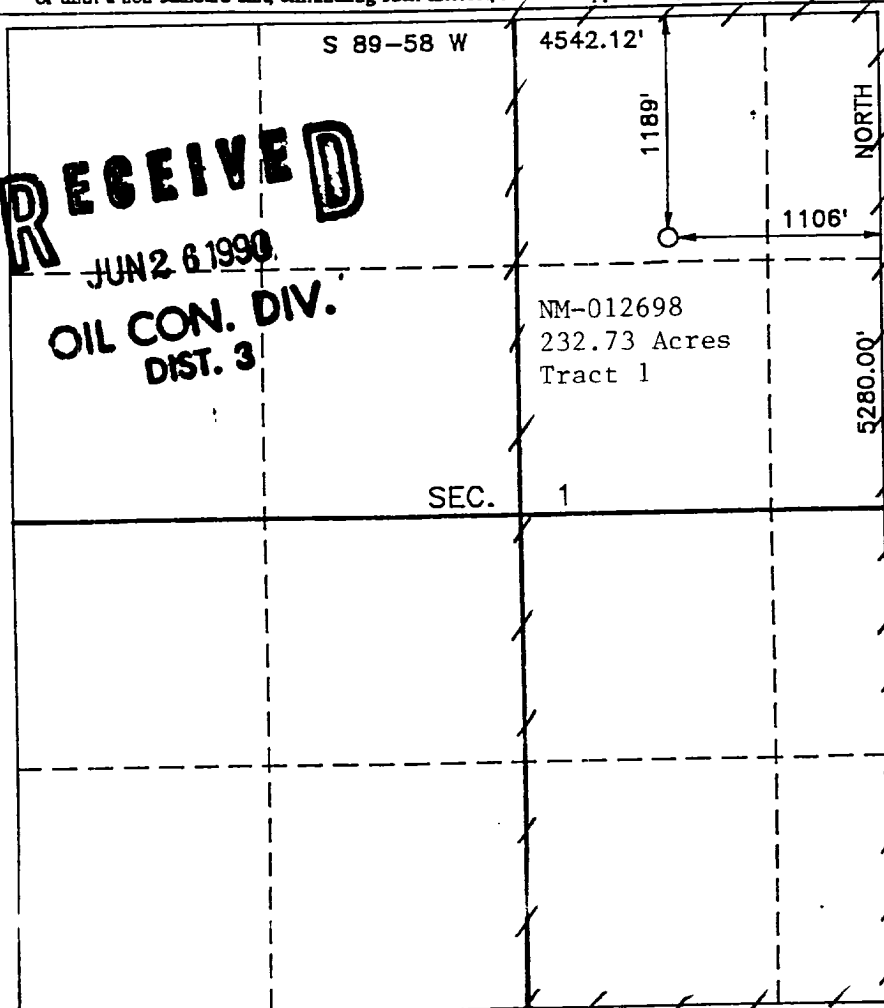 S 89-58 W 4542.12'
1189'
NORTH
1106'
RECEIVED
JUN 26 1990
OIL CON. DIV.
DIST. 3
NM-012698
232.73 Acres
Tract 1
5280.00'
SEC. 1